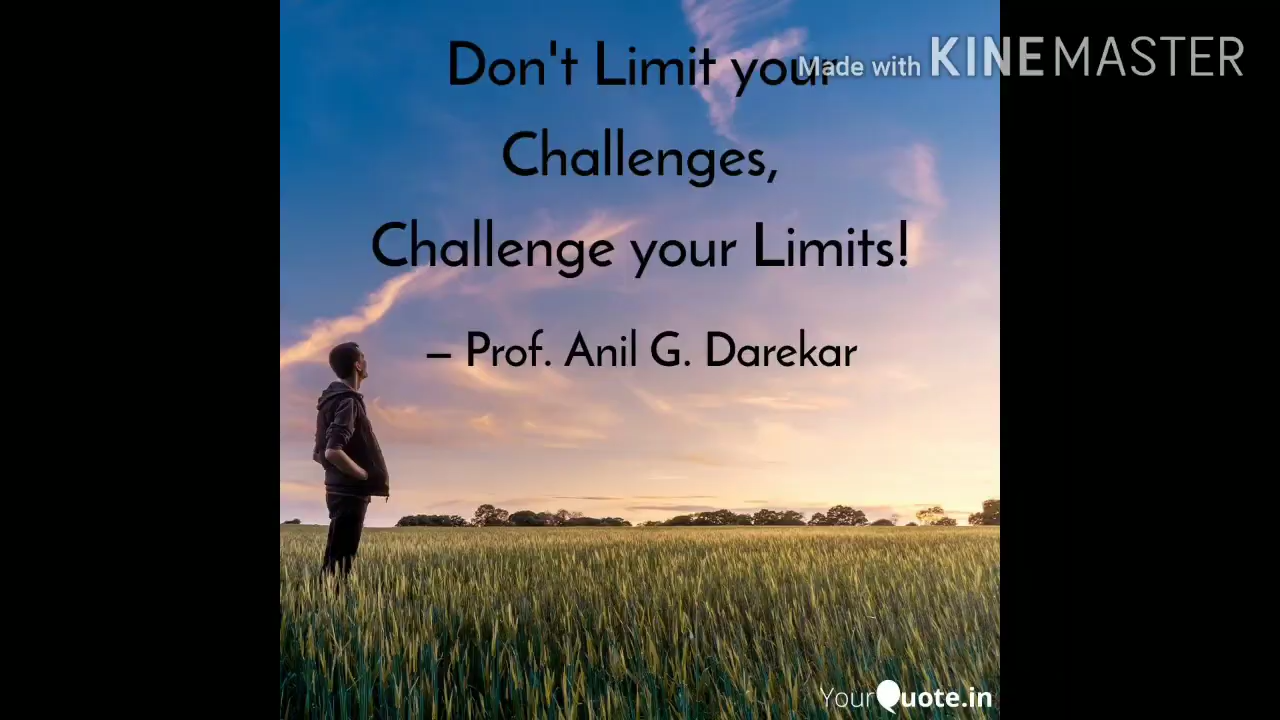 Don't Limit your
Made with KINEMASTER
Challenges,
Challenge your Limits!
– Prof. Anil G. Darekar
YourQuote.in